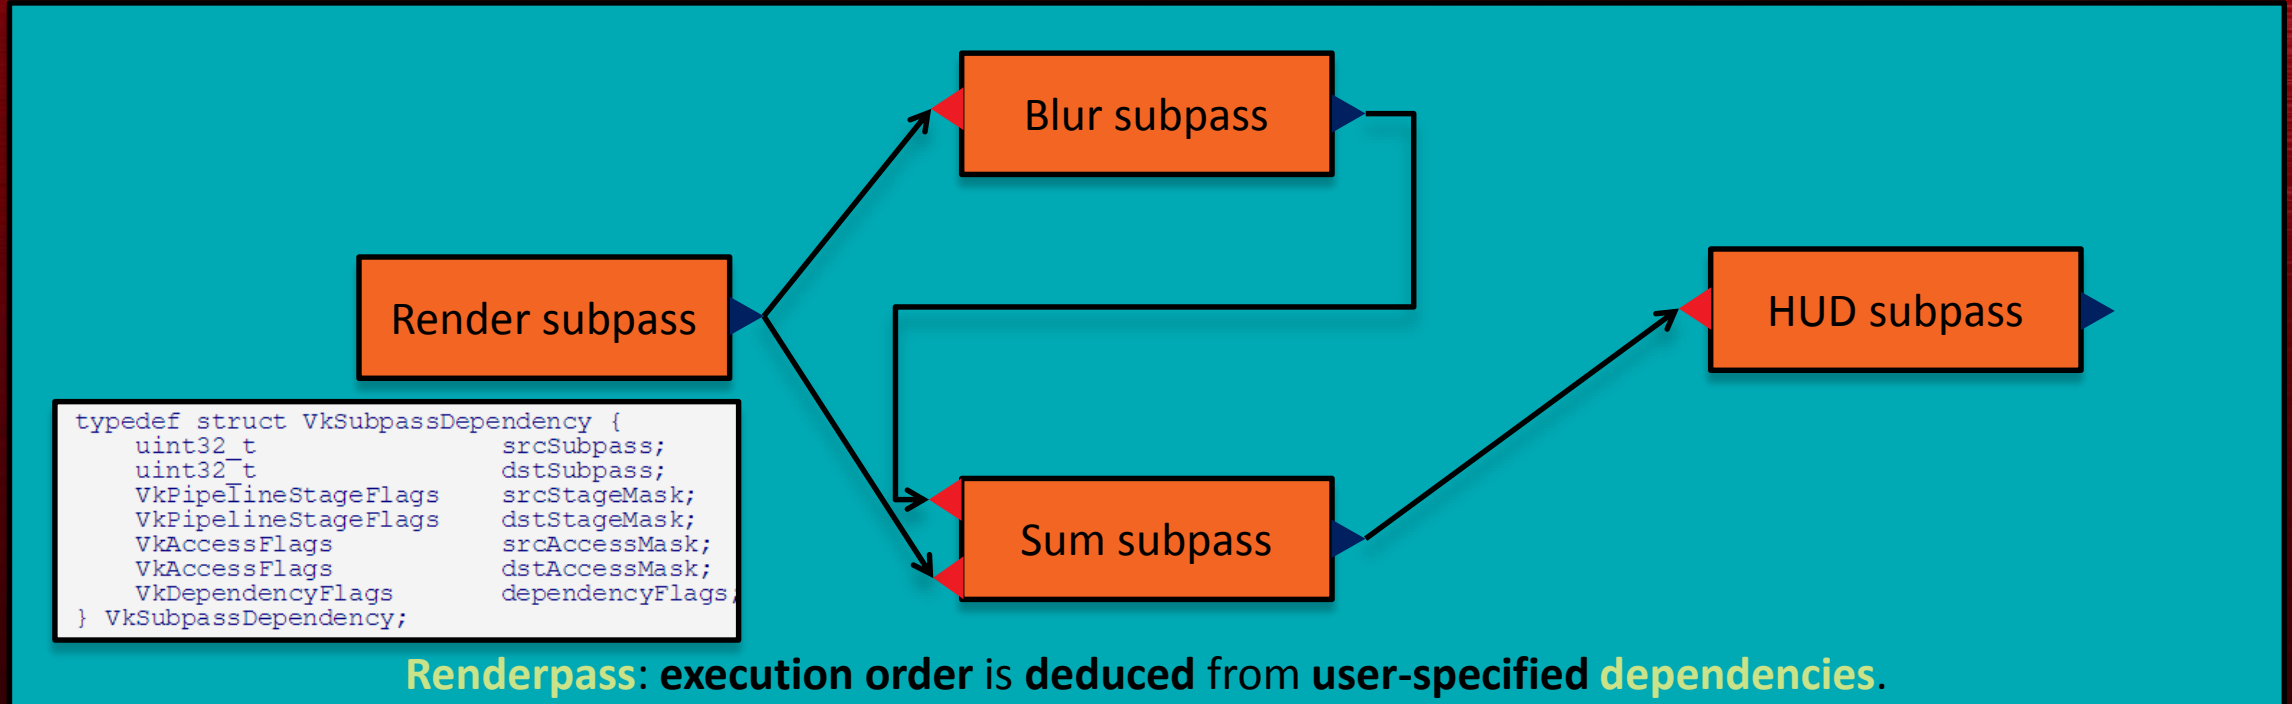 Blur subpass
Render subpass
HUD subpass
typedef struct VkSubpassDependency {
    uint32_t                srcSubpass;
    uint32_t                dstSubpass;
    VkPipelineStageFlags    srcStageMask;
    VkPipelineStageFlags    dstStageMask;
    VkAccessFlags           srcAccessMask;
    VkAccessFlags           dstAccessMask;
    VkDependencyFlags       dependencyFlags;
} VkSubpassDependency;
Sum subpass
Renderpass: execution order is deduced from user-specified dependencies.